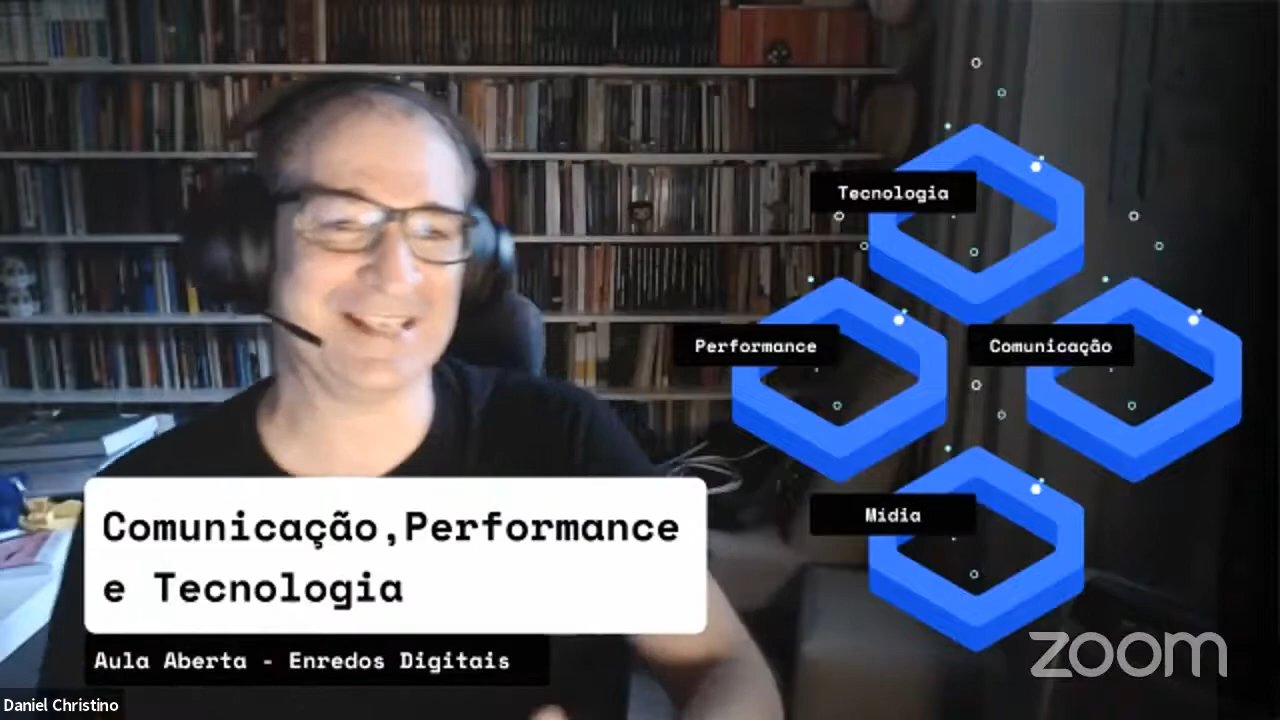 Tecnologia
Performance
Comunicação
Mídia
Comunicação,Performance
e Tecnologia
Aula Aberta - Enredos Digitais
Daniel Christino
zoom